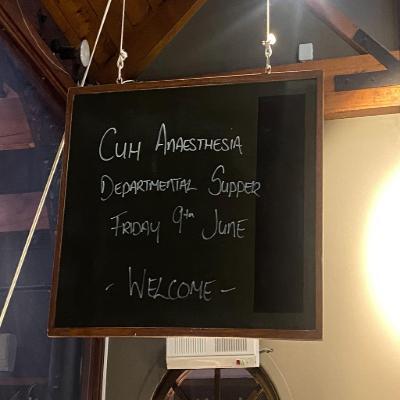 CUH ANAESTHESIA
DEPARTMENTAL SUPPER
FRIDAY 9th JUNE
- WELCOME -